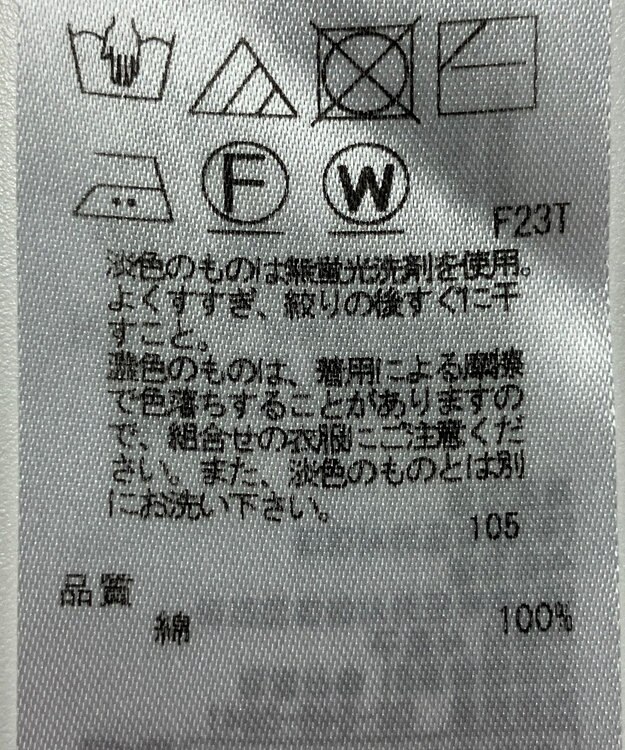 F
W
F23T
淡色のものは無蛍光洗剤を使用。
よくすすぎ、絞りの後すぐに干
すこと。
濃色のものは、着用による摩擦
で色落ちすることがありますの
で、組合せの衣服にご注意くだ
さい。また、淡色のものとは別
にお洗い下さい。
105
品質
綿 100%